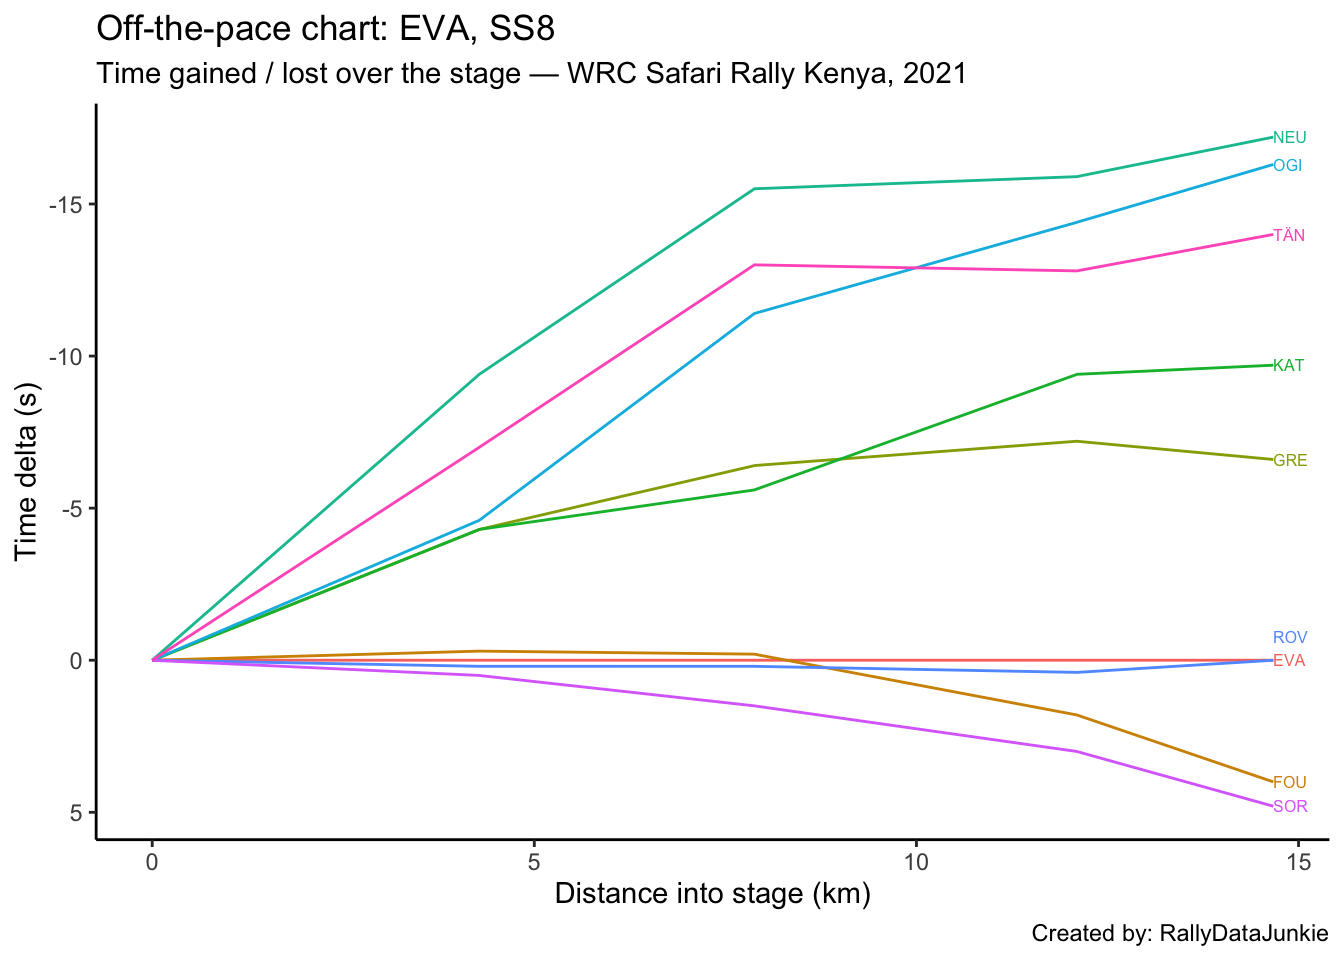 Off-the-pace chart: EVA, SS8
Time gained / lost over the stage — WRC Safari Rally Kenya, 2021
Time delta (s)
-15
-10
-5
0
5
NEU
OGI
TÄN
KAT
GRE
ROV
EVA
FOU
SOR
0 5 10 15
Distance into stage (km)
Created by: RallyDataJunkie